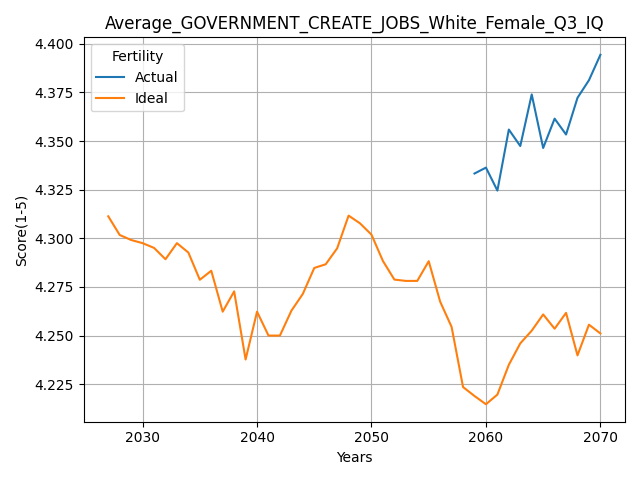 Average_GOVERNMENT_CREATE_JOBS_White_Female_Q3_IQ
Fertility
Actual
Ideal
Score(1-5)
4.400
4.375
4.350
4.325
4.300
4.275
4.250
4.225
2030 2040 2050 2060 2070
Years